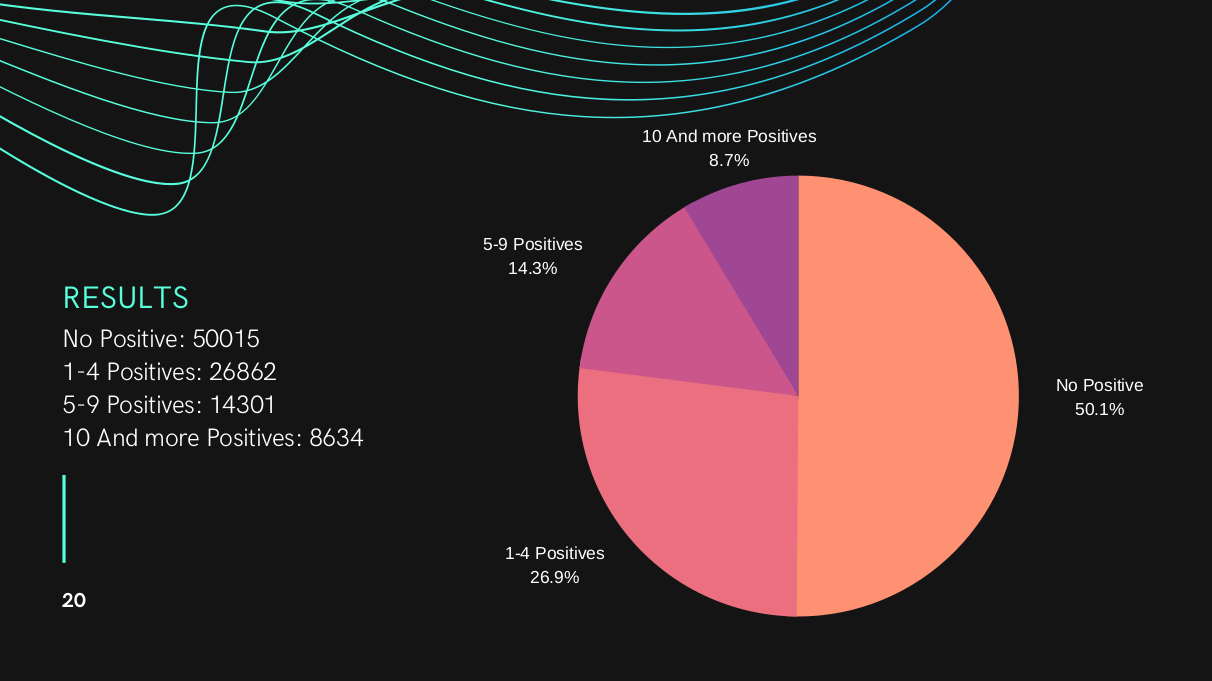 RESULTS
No Positive: 50015
1-4 Positives: 26862
5-9 Positives: 14301
10 And more Positives: 8634
20
10 And more Positives
8.7%
5-9 Positives
14.3%
No Positive
50.1%
1-4 Positives
26.9%